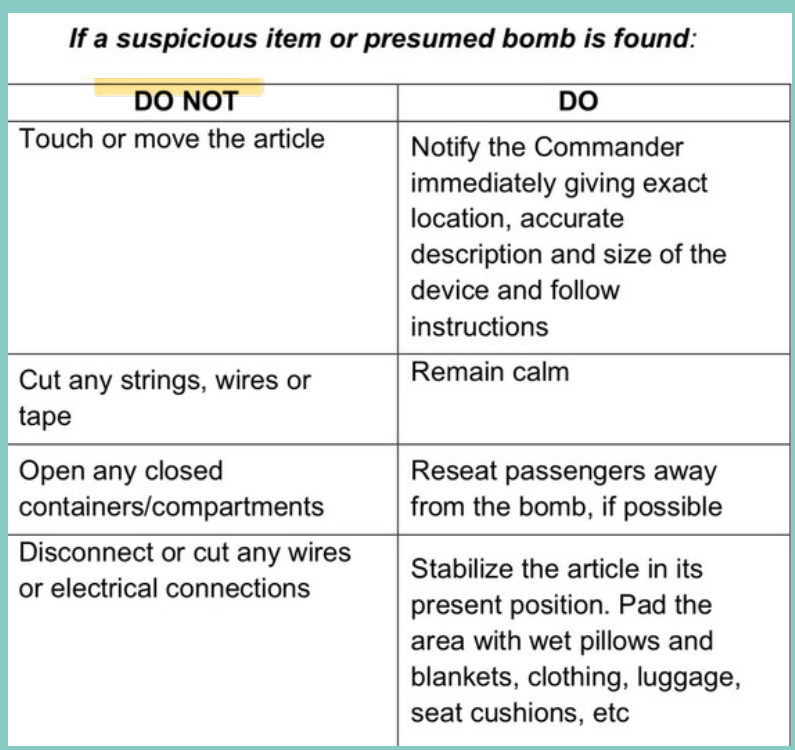 If a suspicious item or presumed bomb is found:
DO NOT
DO
Touch or move the article
Notify the Commander
immediately giving exact
location, accurate
description and size of the
device and follow
instructions
Cut any strings, wires or
tape
Remain calm
Open any closed
containers/compartments
Reseat passengers away
from the bomb, if possible
Disconnect or cut any wires
or electrical connections
Stabilize the article in its
present position. Pad the
area with wet pillows and
blankets, clothing, luggage,
seat cushions, etc